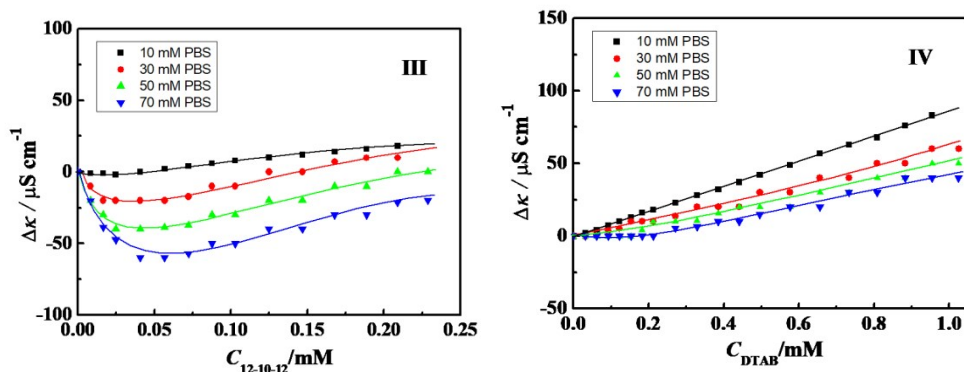 100
50
0
-50
-100
Δκ / μS cm⁻¹
10 mM PBS
30 mM PBS
50 mM PBS
70 mM PBS
III
0.00 0.05 0.10 0.15 0.20 0.25
C12-10-12/mM
150
100
50
0
-50
Δκ / μS cm⁻¹
10 mM PBS
30 mM PBS
50 mM PBS
70 mM PBS
IV
0.0 0.2 0.4 0.6 0.8 1.0
CDTAB/mM